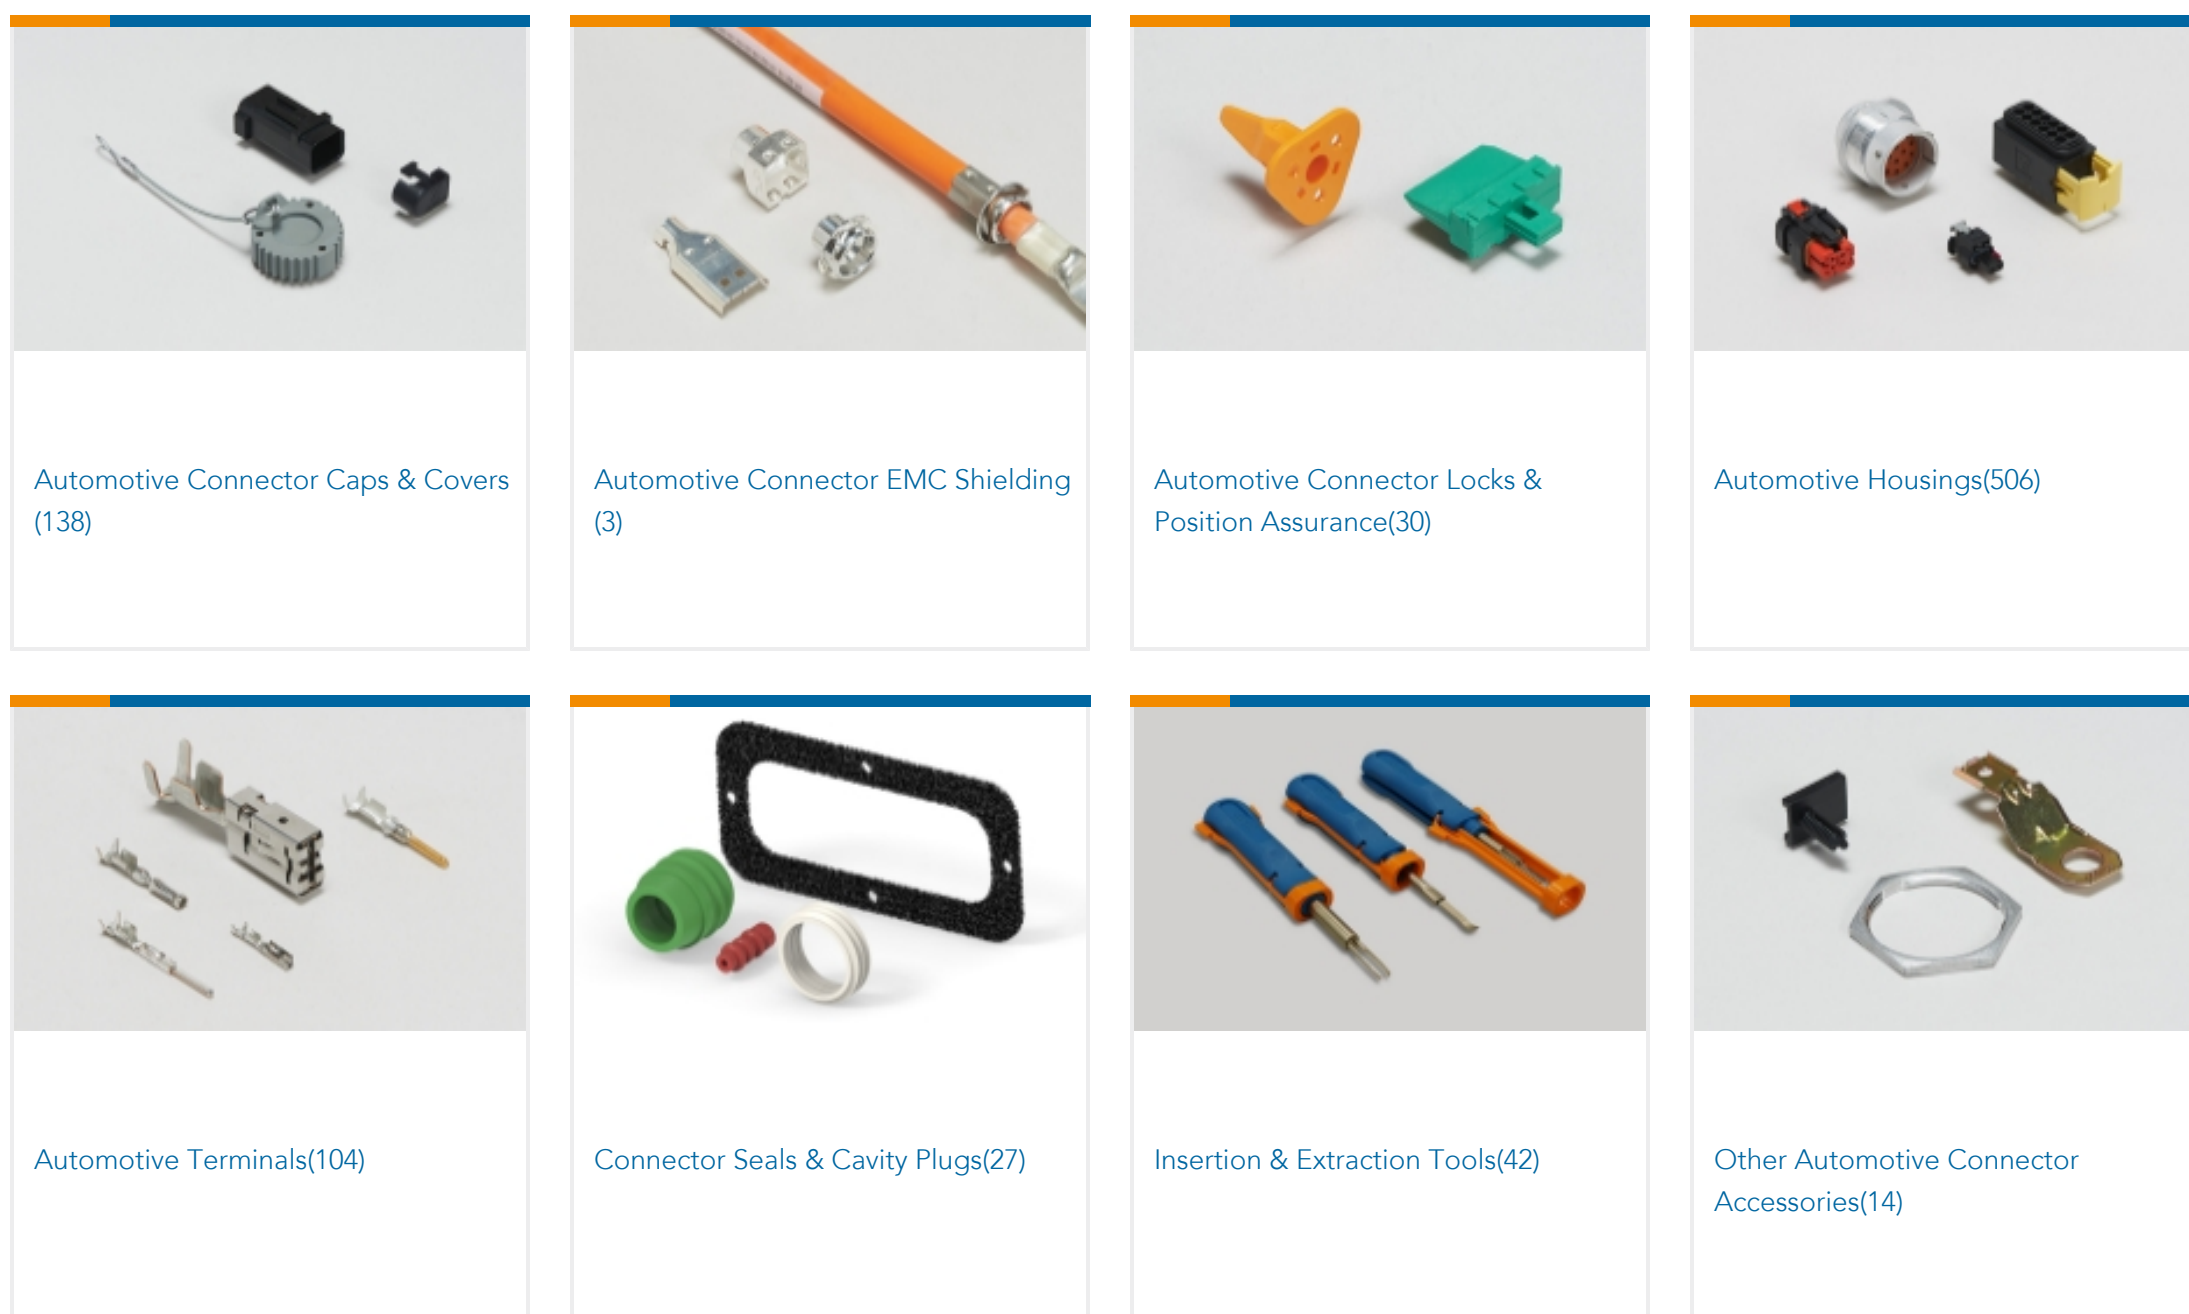 Automotive Connector Caps & Covers
(138)
Automotive Connector EMC Shielding
(3)
Automotive Connector Locks &
Position Assurance(30)
Automotive Housings(506)
Automotive Terminals(104)
Connector Seals & Cavity Plugs(27)
Insertion & Extraction Tools(42)
Other Automotive Connector
Accessories(14)